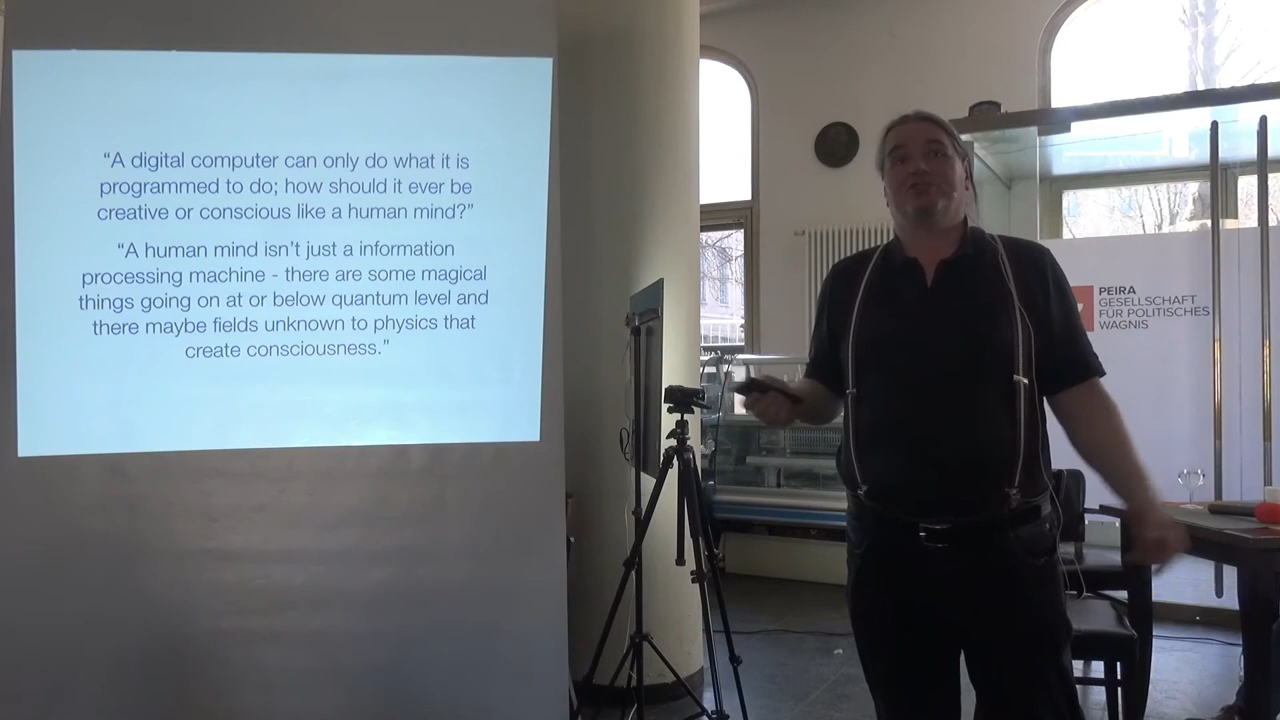 “A digital computer can only do what it is
programmed to do; how should it ever be
creative or conscious like a human mind?”
“A human mind isn’t just a information
processing machine - there are some magical
things going on at or below quantum level and
there maybe fields unknown to physics that
create consciousness.”
PEIRA
GESELLSCHAFT
FÜR POLITISCHES
WAGNIS